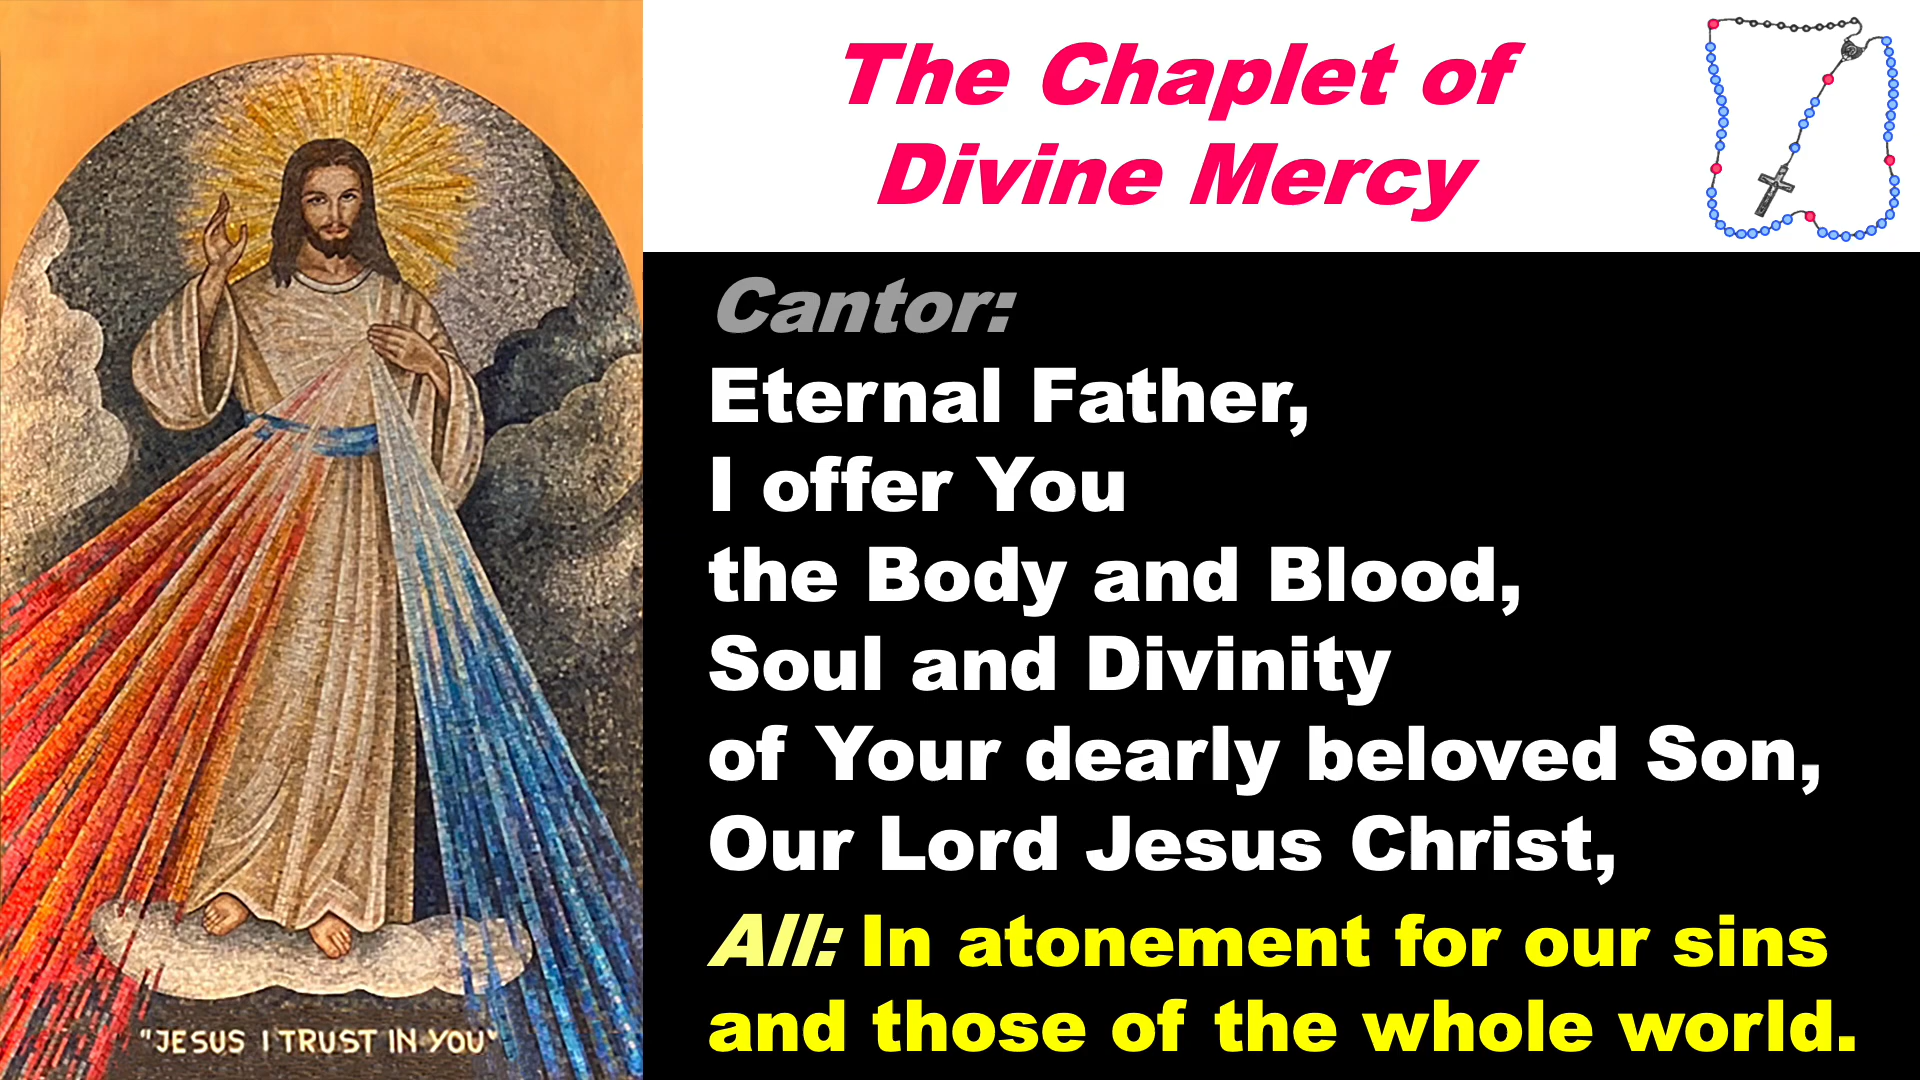 The Chaplet of
Divine Mercy
Cantor:
Eternal Father,
I offer You
the Body and Blood,
Soul and Divinity
of Your dearly beloved Son,
Our Lord Jesus Christ,
All: In atonement for our sins
and those of the whole world.
"JESUS I TRUST IN YOU"